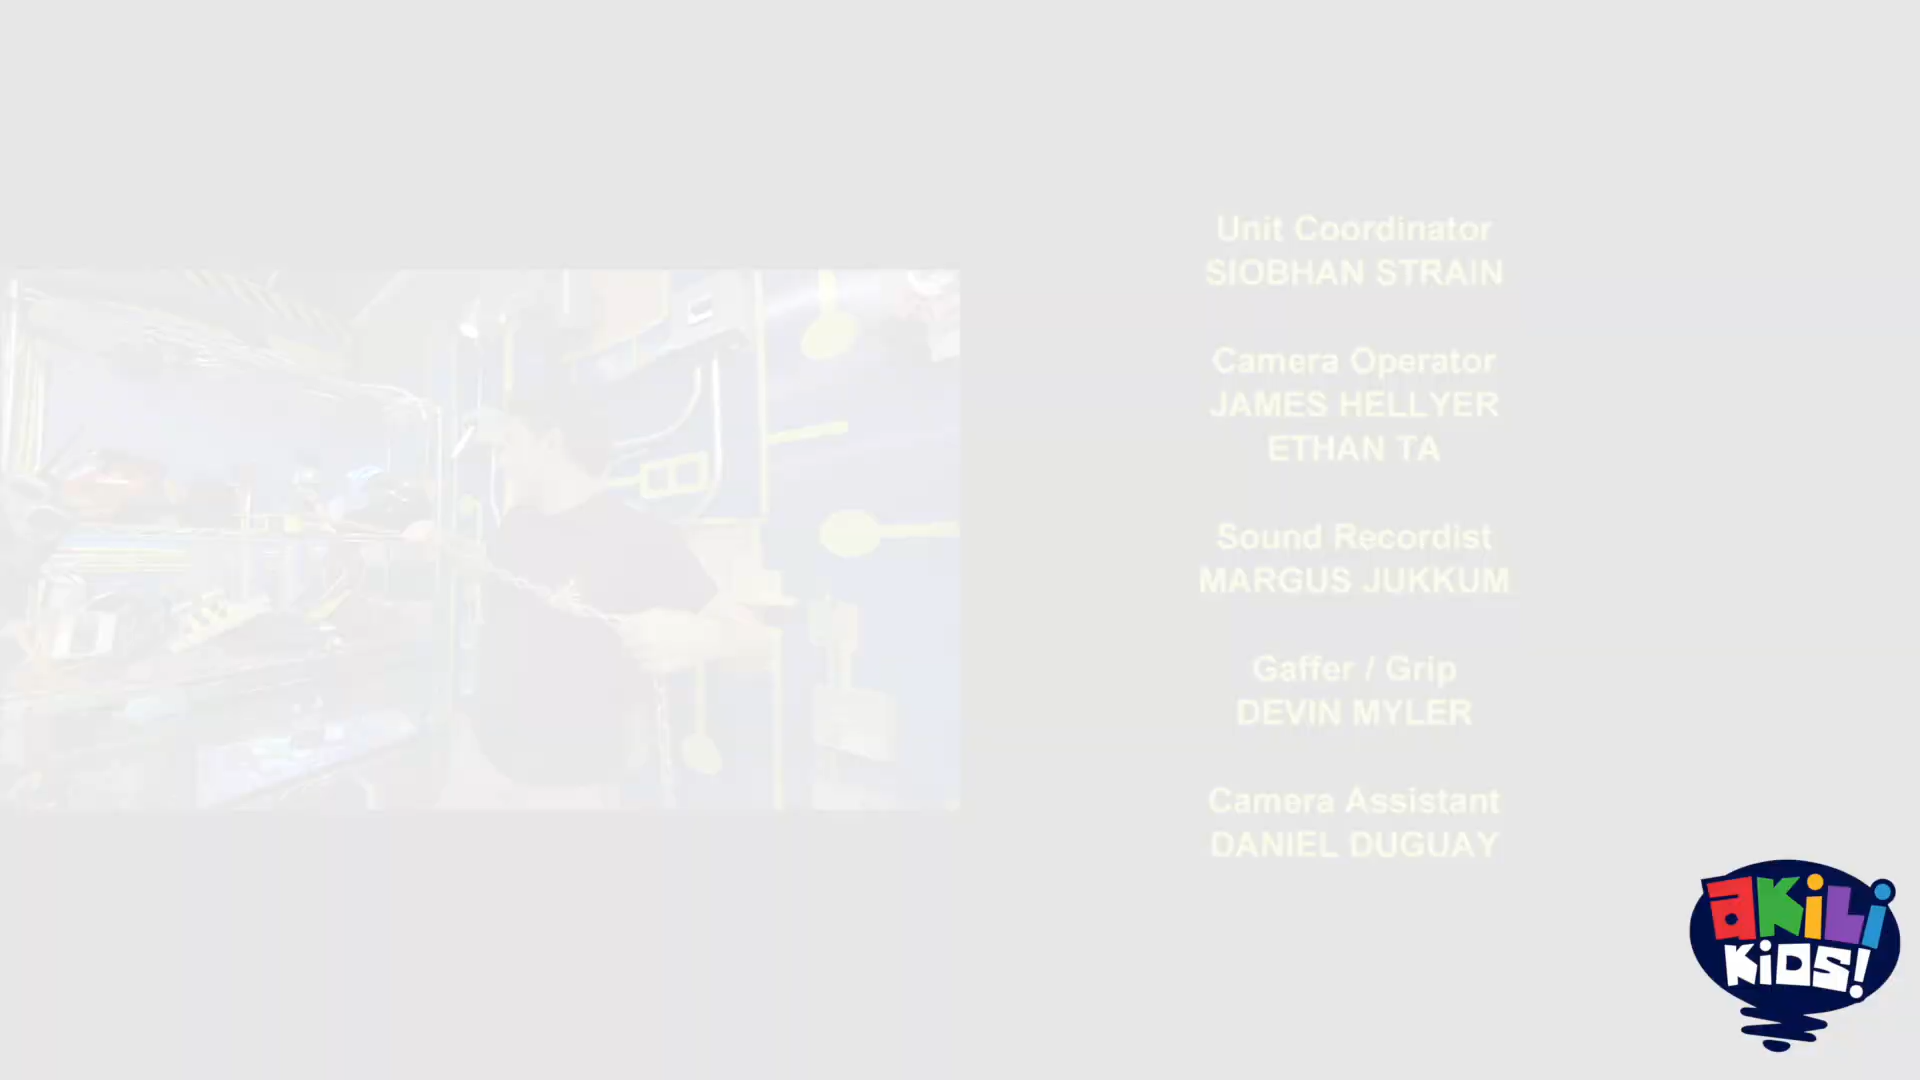 Unit Coordinator
SIOBHAN STRAIN
Camera Operator
JAMES HELLYER
ETHAN TA
Sound Recordist
MARGUS JUKKUM
Gaffer / Grip
DEVIN MYLER
Camera Assistant
DANIEL DUGUAY
aKiLi
KiDS!